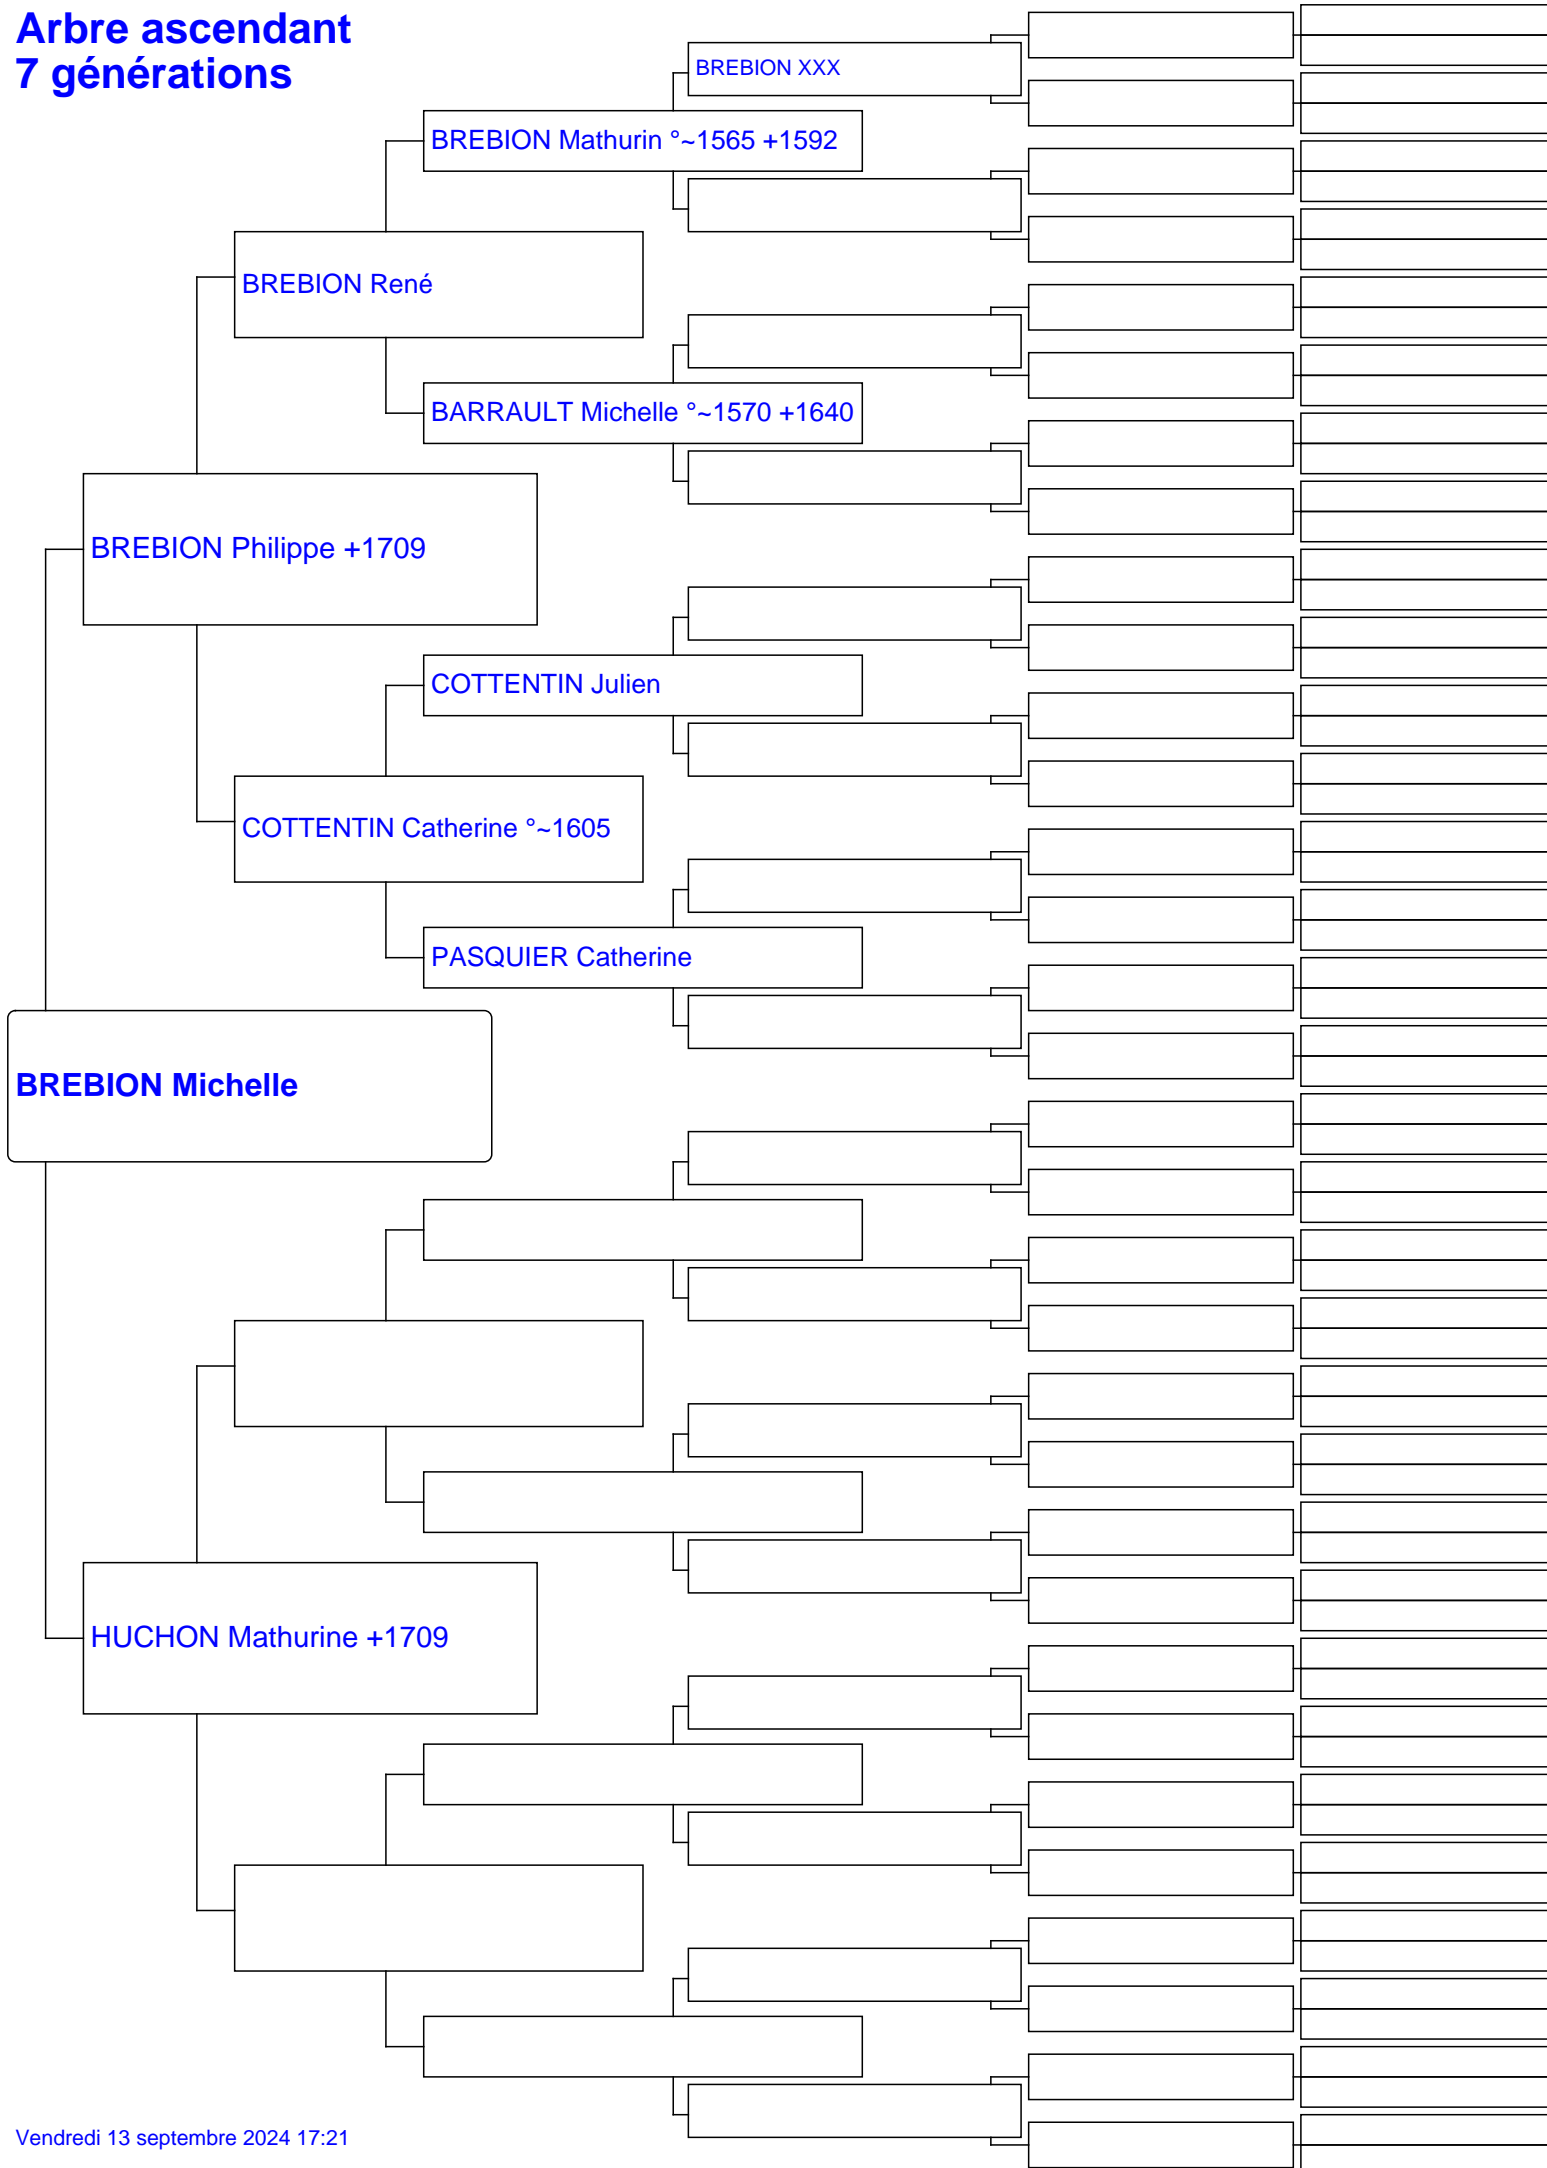 Arbre ascendant
7 générations
BREBION XXX
BREBION Mathurin °~1565 +1592
BREBION René
BARRAULT Michelle °~1570 +1640
BREBION Philippe +1709
COTTENTIN Julien
COTTENTIN Catherine °~1605
PASQUIER Catherine
BREBION Michelle
HUCHON Mathurine +1709
Vendredi 13 septembre 2024 17:21